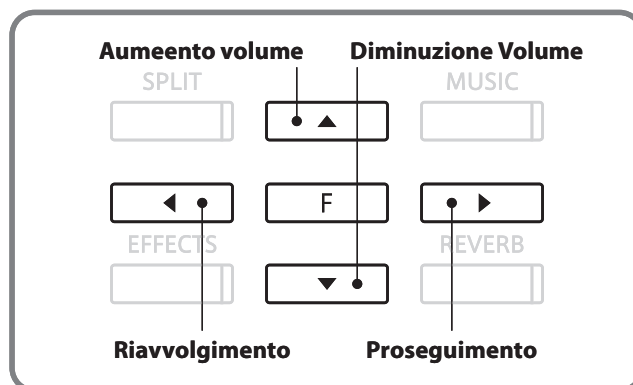 Aumeento volume Diminuzione Volume
SPLIT MUSIC
F
EFFECTS REVERB
Riavvolgimento Proseguimento